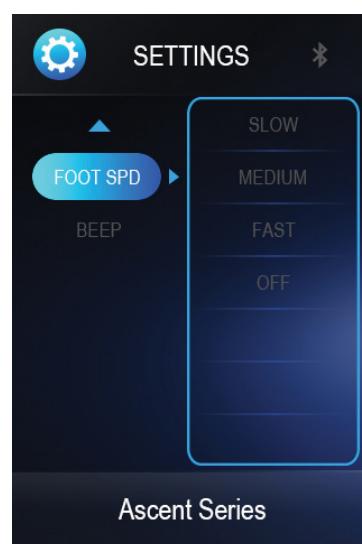 SETTINGS
FOOT SPD
BEEP
SLOW
MEDIUM
FAST
OFF
Ascent Series